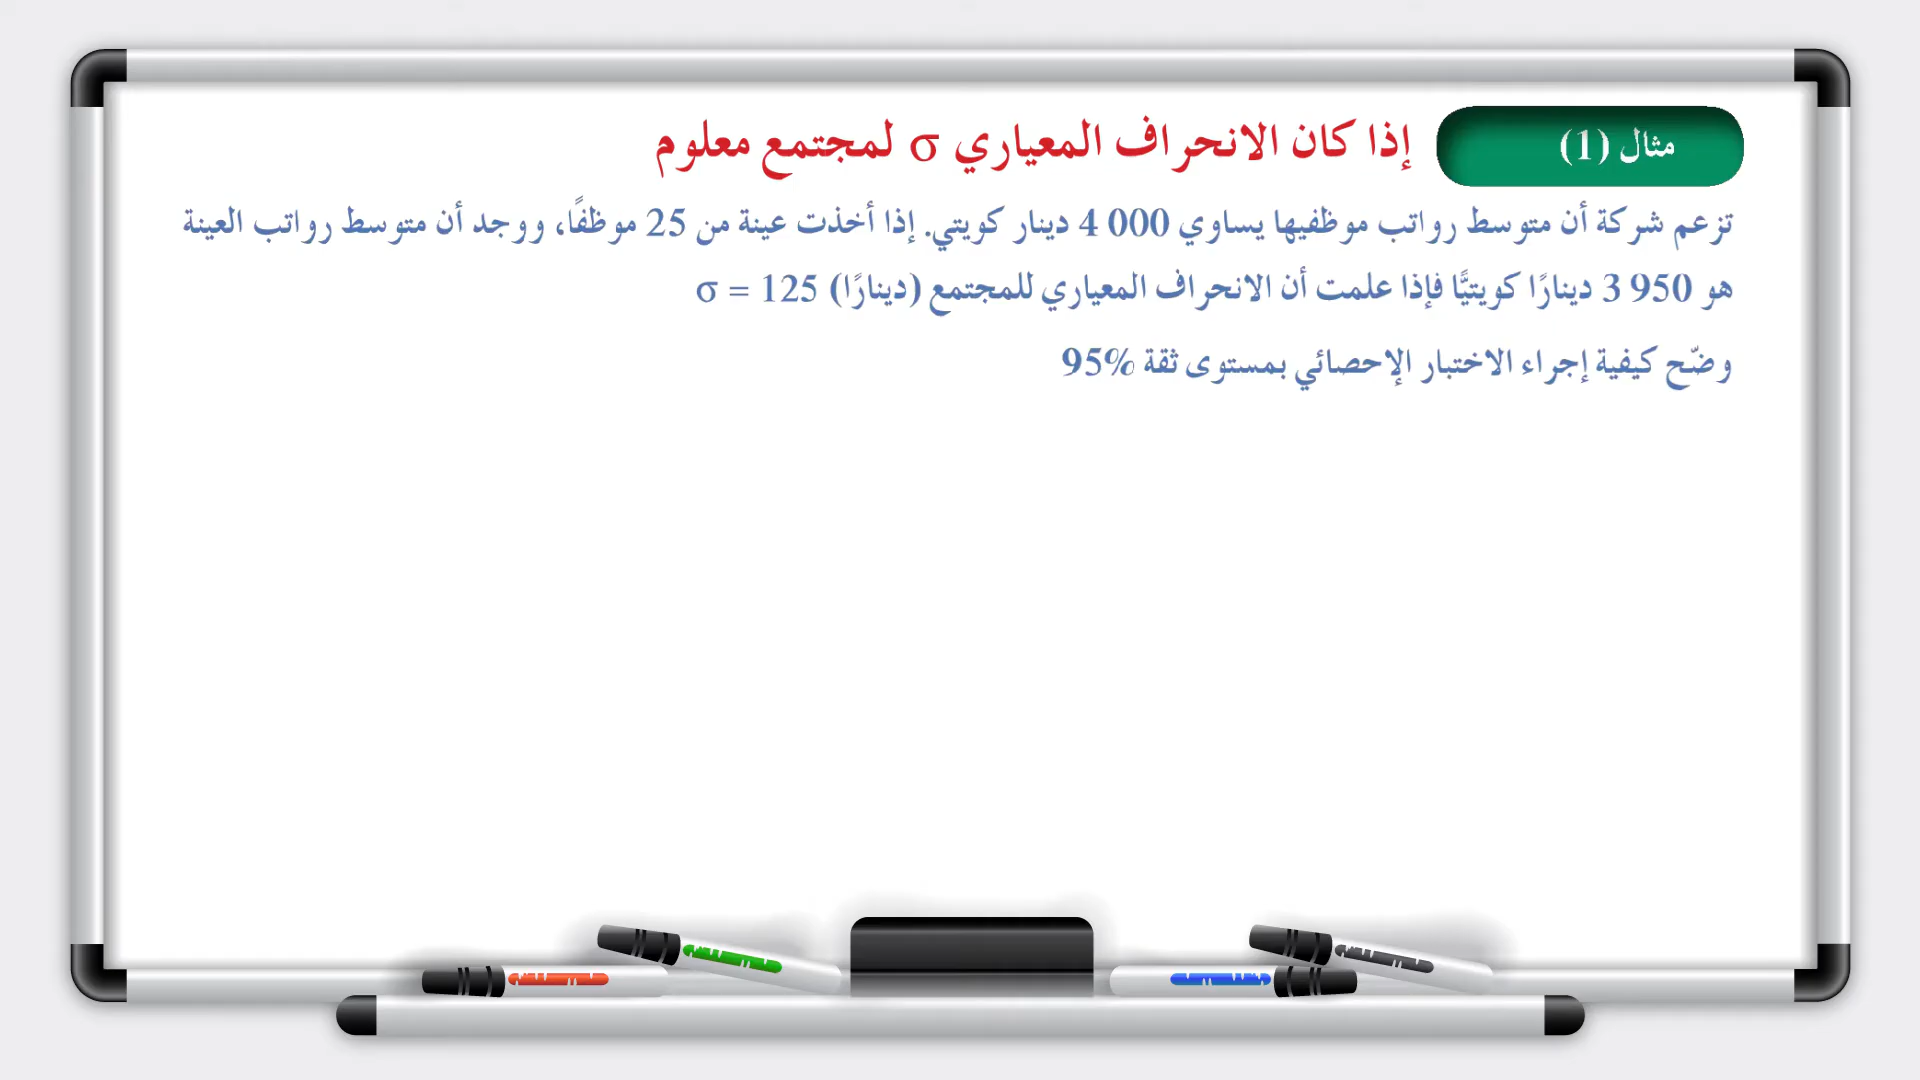 مثال (1) إذا كان الانحراف المعياري σ لمجتمع معلوم
تزعم شركة أن متوسط رواتب موظفيها يساوي 000 4 دينار كويتي. إذا أخذت عينة من 25 موظفًا، ووجد أن متوسط رواتب العينة
هو 950 3 دينارًا كويتيًّا فإذا علمت أن الانحراف المعياري للمجتمع (دينارًا) σ = 125
وضّح كيفية إجراء الاختبار الإحصائي بمستوى ثقة 95%